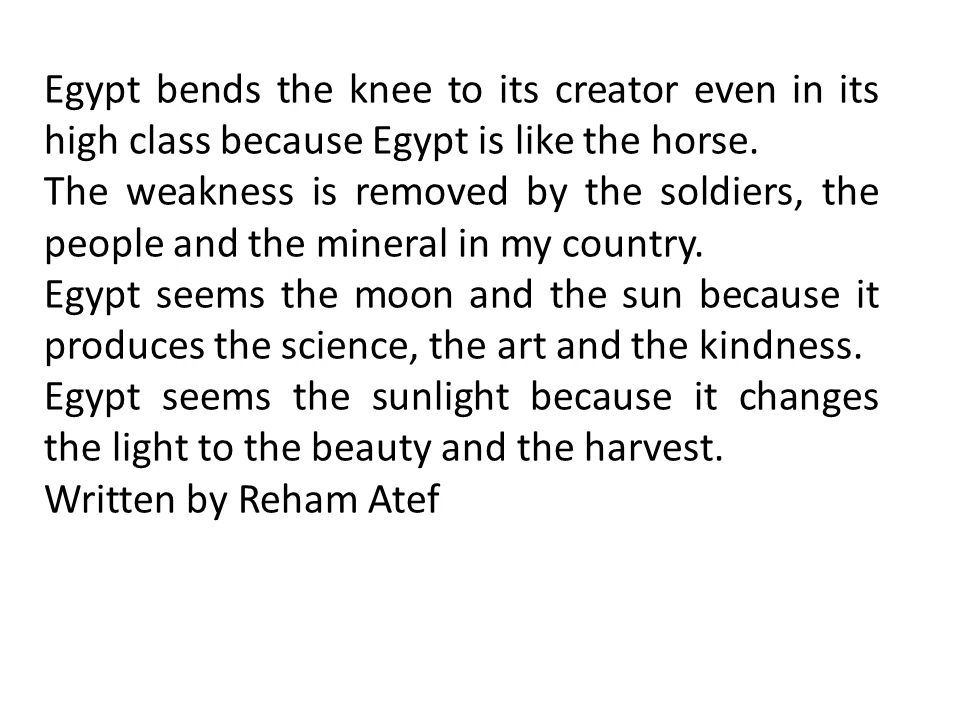 Egypt bends the knee to its creator even in its
high class because Egypt is like the horse.
The weakness is removed by the soldiers, the
people and the mineral in my country.
Egypt seems the moon and the sun because it
produces the science, the art and the kindness.
Egypt seems the sunlight because it changes
the light to the beauty and the harvest.
Written by Reham Atef